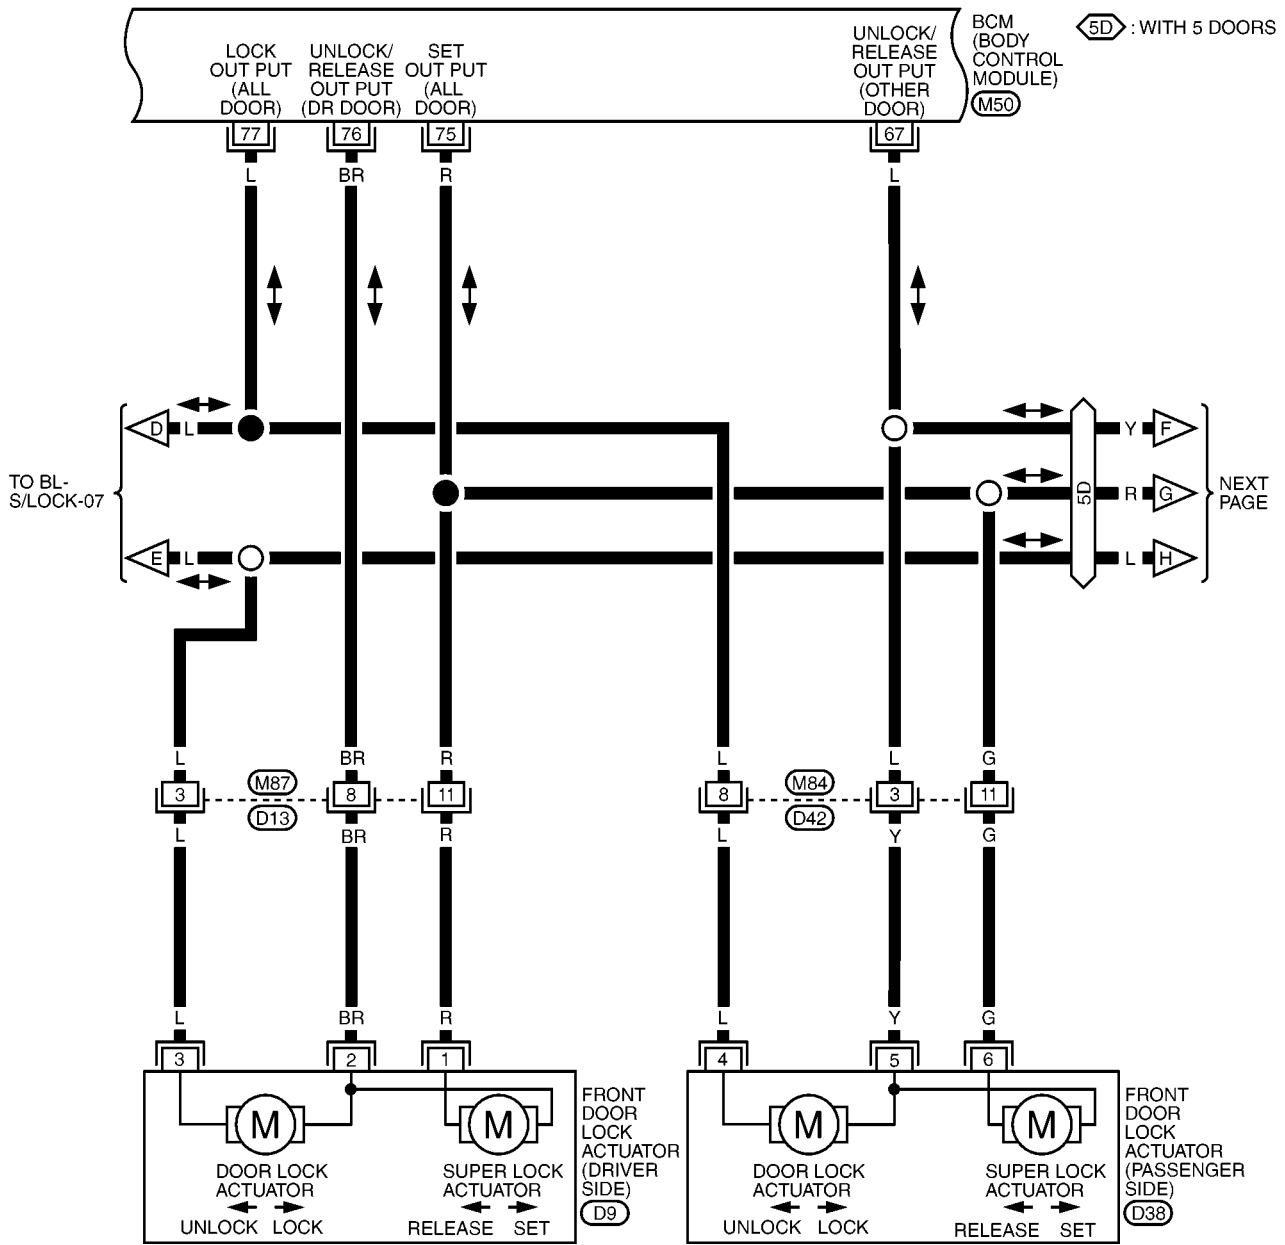 LOCK
OUT PUT
(ALL
DOOR)
UNLOCK/
RELEASE
OUT PUT
(DR DOOR)
SET
OUT PUT
(ALL
DOOR)
UNLOCK/
RELEASE
OUT PUT
(OTHER
DOOR)
BCM
(BODY
CONTROL
MODULE)
M50
5D : WITH 5 DOORS
77 76 75 67
L BR R L
D L
Y F
TO BL-
S/LOCK-07
5D
R G
NEXT
PAGE
E L
L H
L BR R L L G
3 M87 8 11 8 M84 3 11
D13 D42
L BR R L Y G
L BR R L Y G
3 2 1 4 5 6
M M M M
DOOR LOCK
ACTUATOR
UNLOCK LOCK
SUPER LOCK
ACTUATOR
RELEASE SET
FRONT
DOOR
LOCK
ACTUATOR
(DRIVER
SIDE)
D9
DOOR LOCK
ACTUATOR
UNLOCK LOCK
SUPER LOCK
ACTUATOR
RELEASE SET
FRONT
DOOR
LOCK
ACTUATOR
(PASSENGER
SIDE)
D38